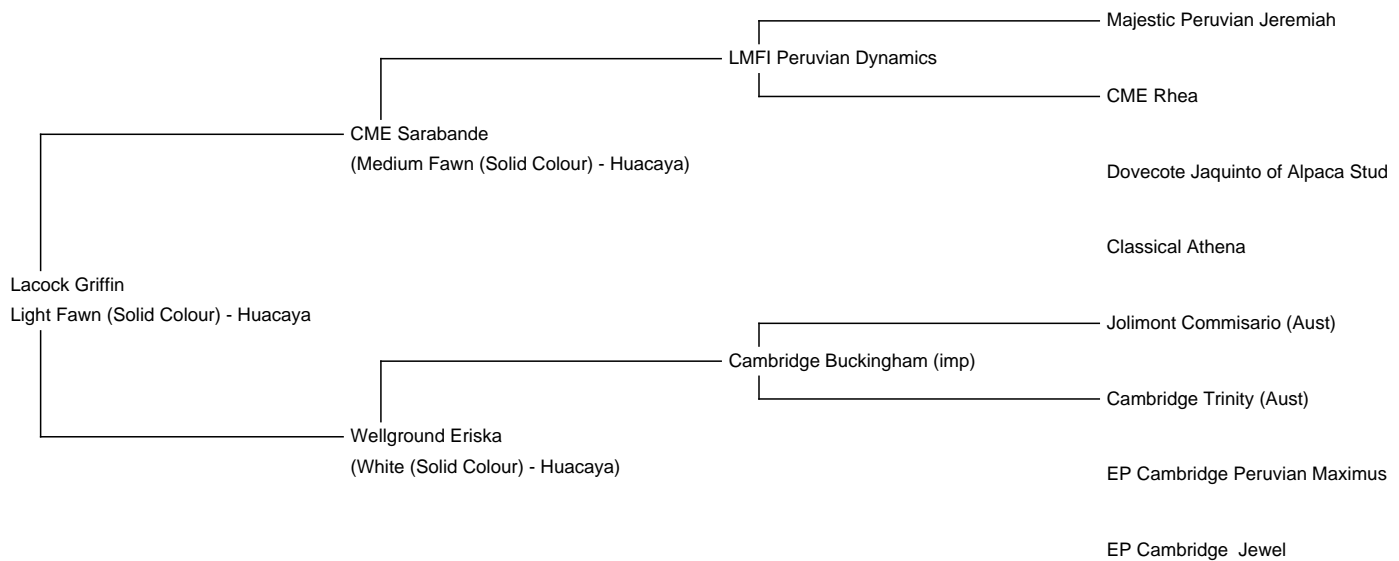 Majestic Peruvian Jeremiah
LMFI Peruvian Dynamics
CME Rhea
CME Sarabande
(Medium Fawn (Solid Colour) - Huacaya)
Dovecote Jaquinto of Alpaca Stud
Classical Athena
Lacock Griffin
Light Fawn (Solid Colour) - Huacaya
Jolimont Commisario (Aust)
Cambridge Buckingham (imp)
Cambridge Trinity (Aust)
Wellground Eriska
(White (Solid Colour) - Huacaya)
EP Cambridge Peruvian Maximus
EP Cambridge  Jewel